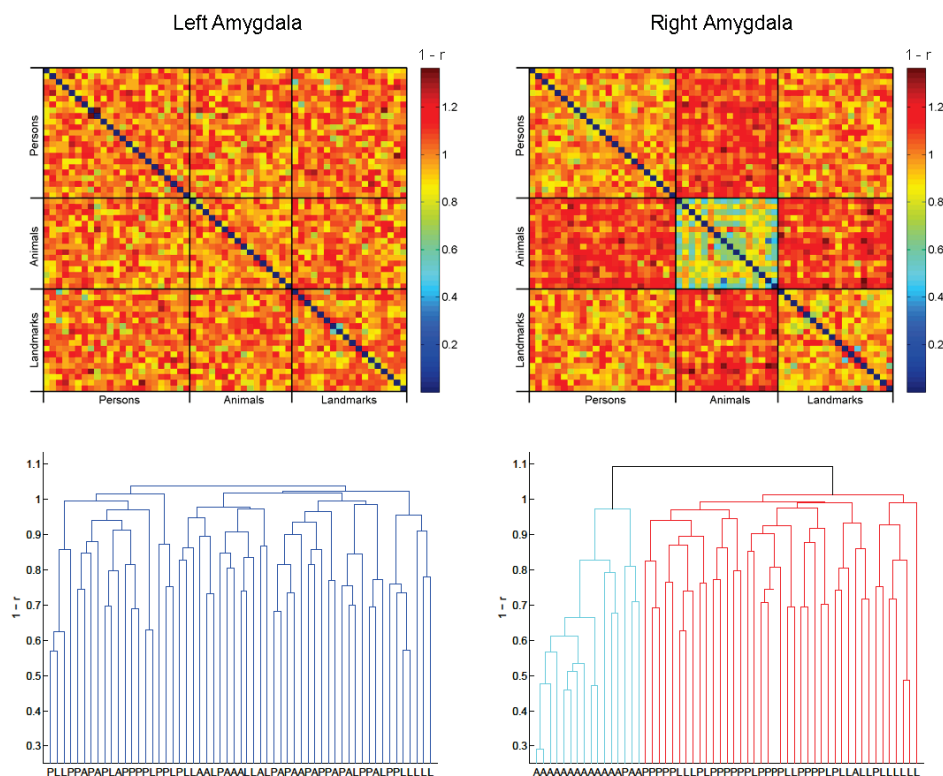 Left Amygdala
Right Amygdala
1 - r
1.2
1
0.8
0.6
0.4
0.2
Persons
Animals
Landmarks
Persons
Animals
Landmarks
1 - r
1.2
1
0.8
0.6
0.4
0.2
Persons
Animals
Landmarks
Persons
Animals
Landmarks
1.1
1
0.9
0.8
0.7
0.6
0.5
0.4
0.3
1 - r
PLLPPAPAPLAPPPPLPPLPLLAALPAAALLALPAPAAPAPPAPALPPALPPLLLLL
1.1
1
0.9
0.8
0.7
0.6
0.5
0.4
0.3
1 - r
AAAAAAAAAAAAAPAAPPPPPLLLPLPPPPPPLPPPPLLPPPPLPLLALLPLLLLLL